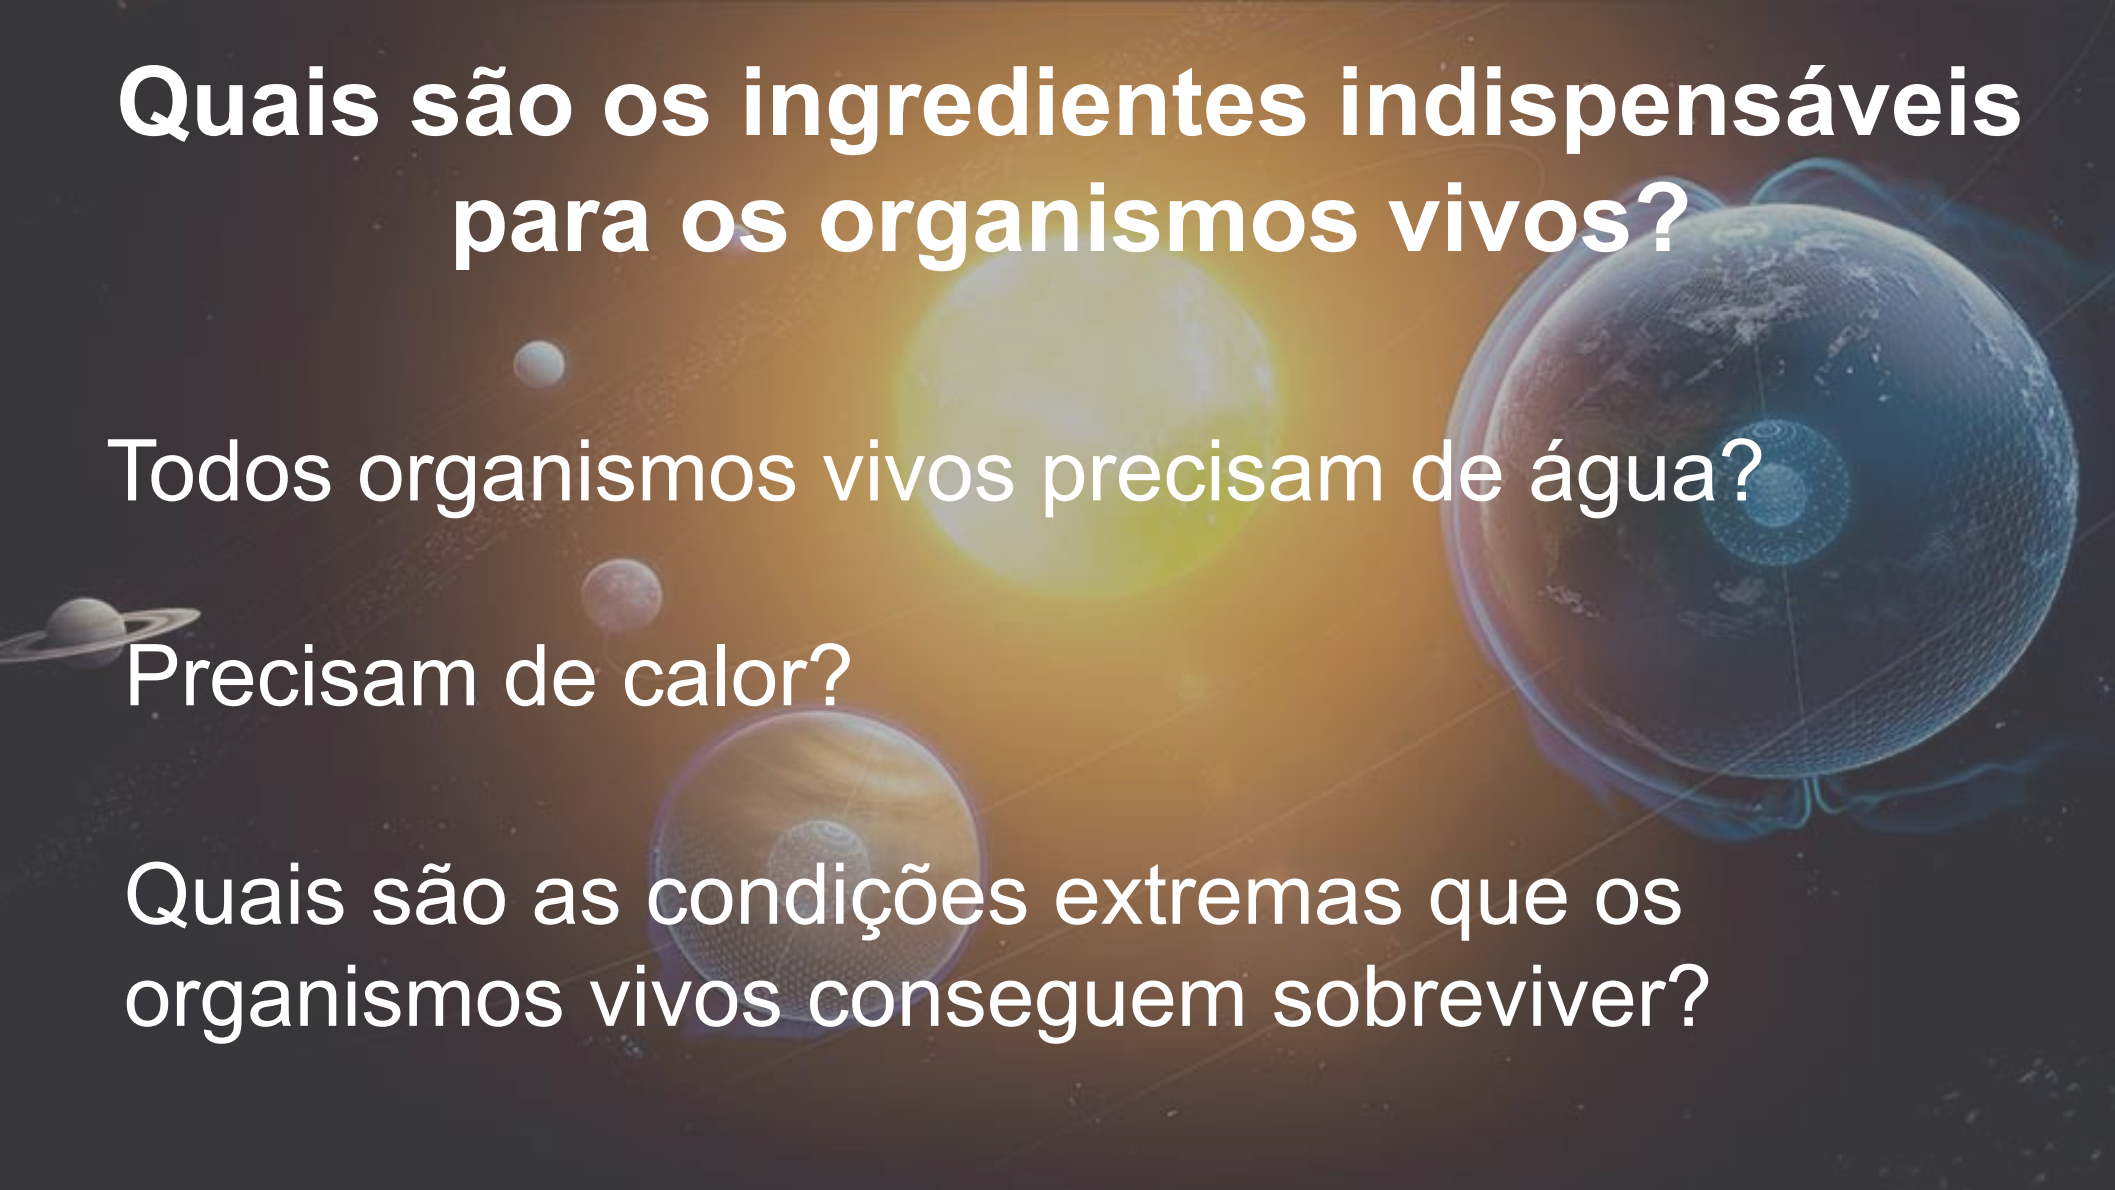 Quais são os ingredientes indispensáveis
para os organismos vivos?
Todos organismos vivos precisam de água?
Precisam de calor?
Quais são as condições extremas que os
organismos vivos conseguem sobreviver?